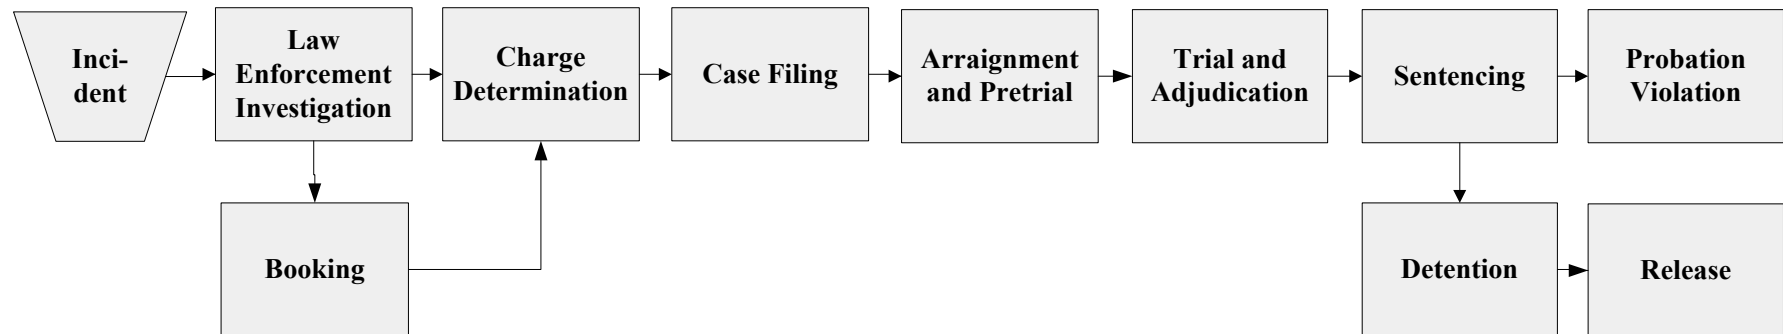 Inci-
dent
Law
Enforcement
Investigation
Charge
Determination
Case Filing
Arraignment
and Pretrial
Trial and
Adjudication
Sentencing
Probation
Violation
Booking
Detention
Release